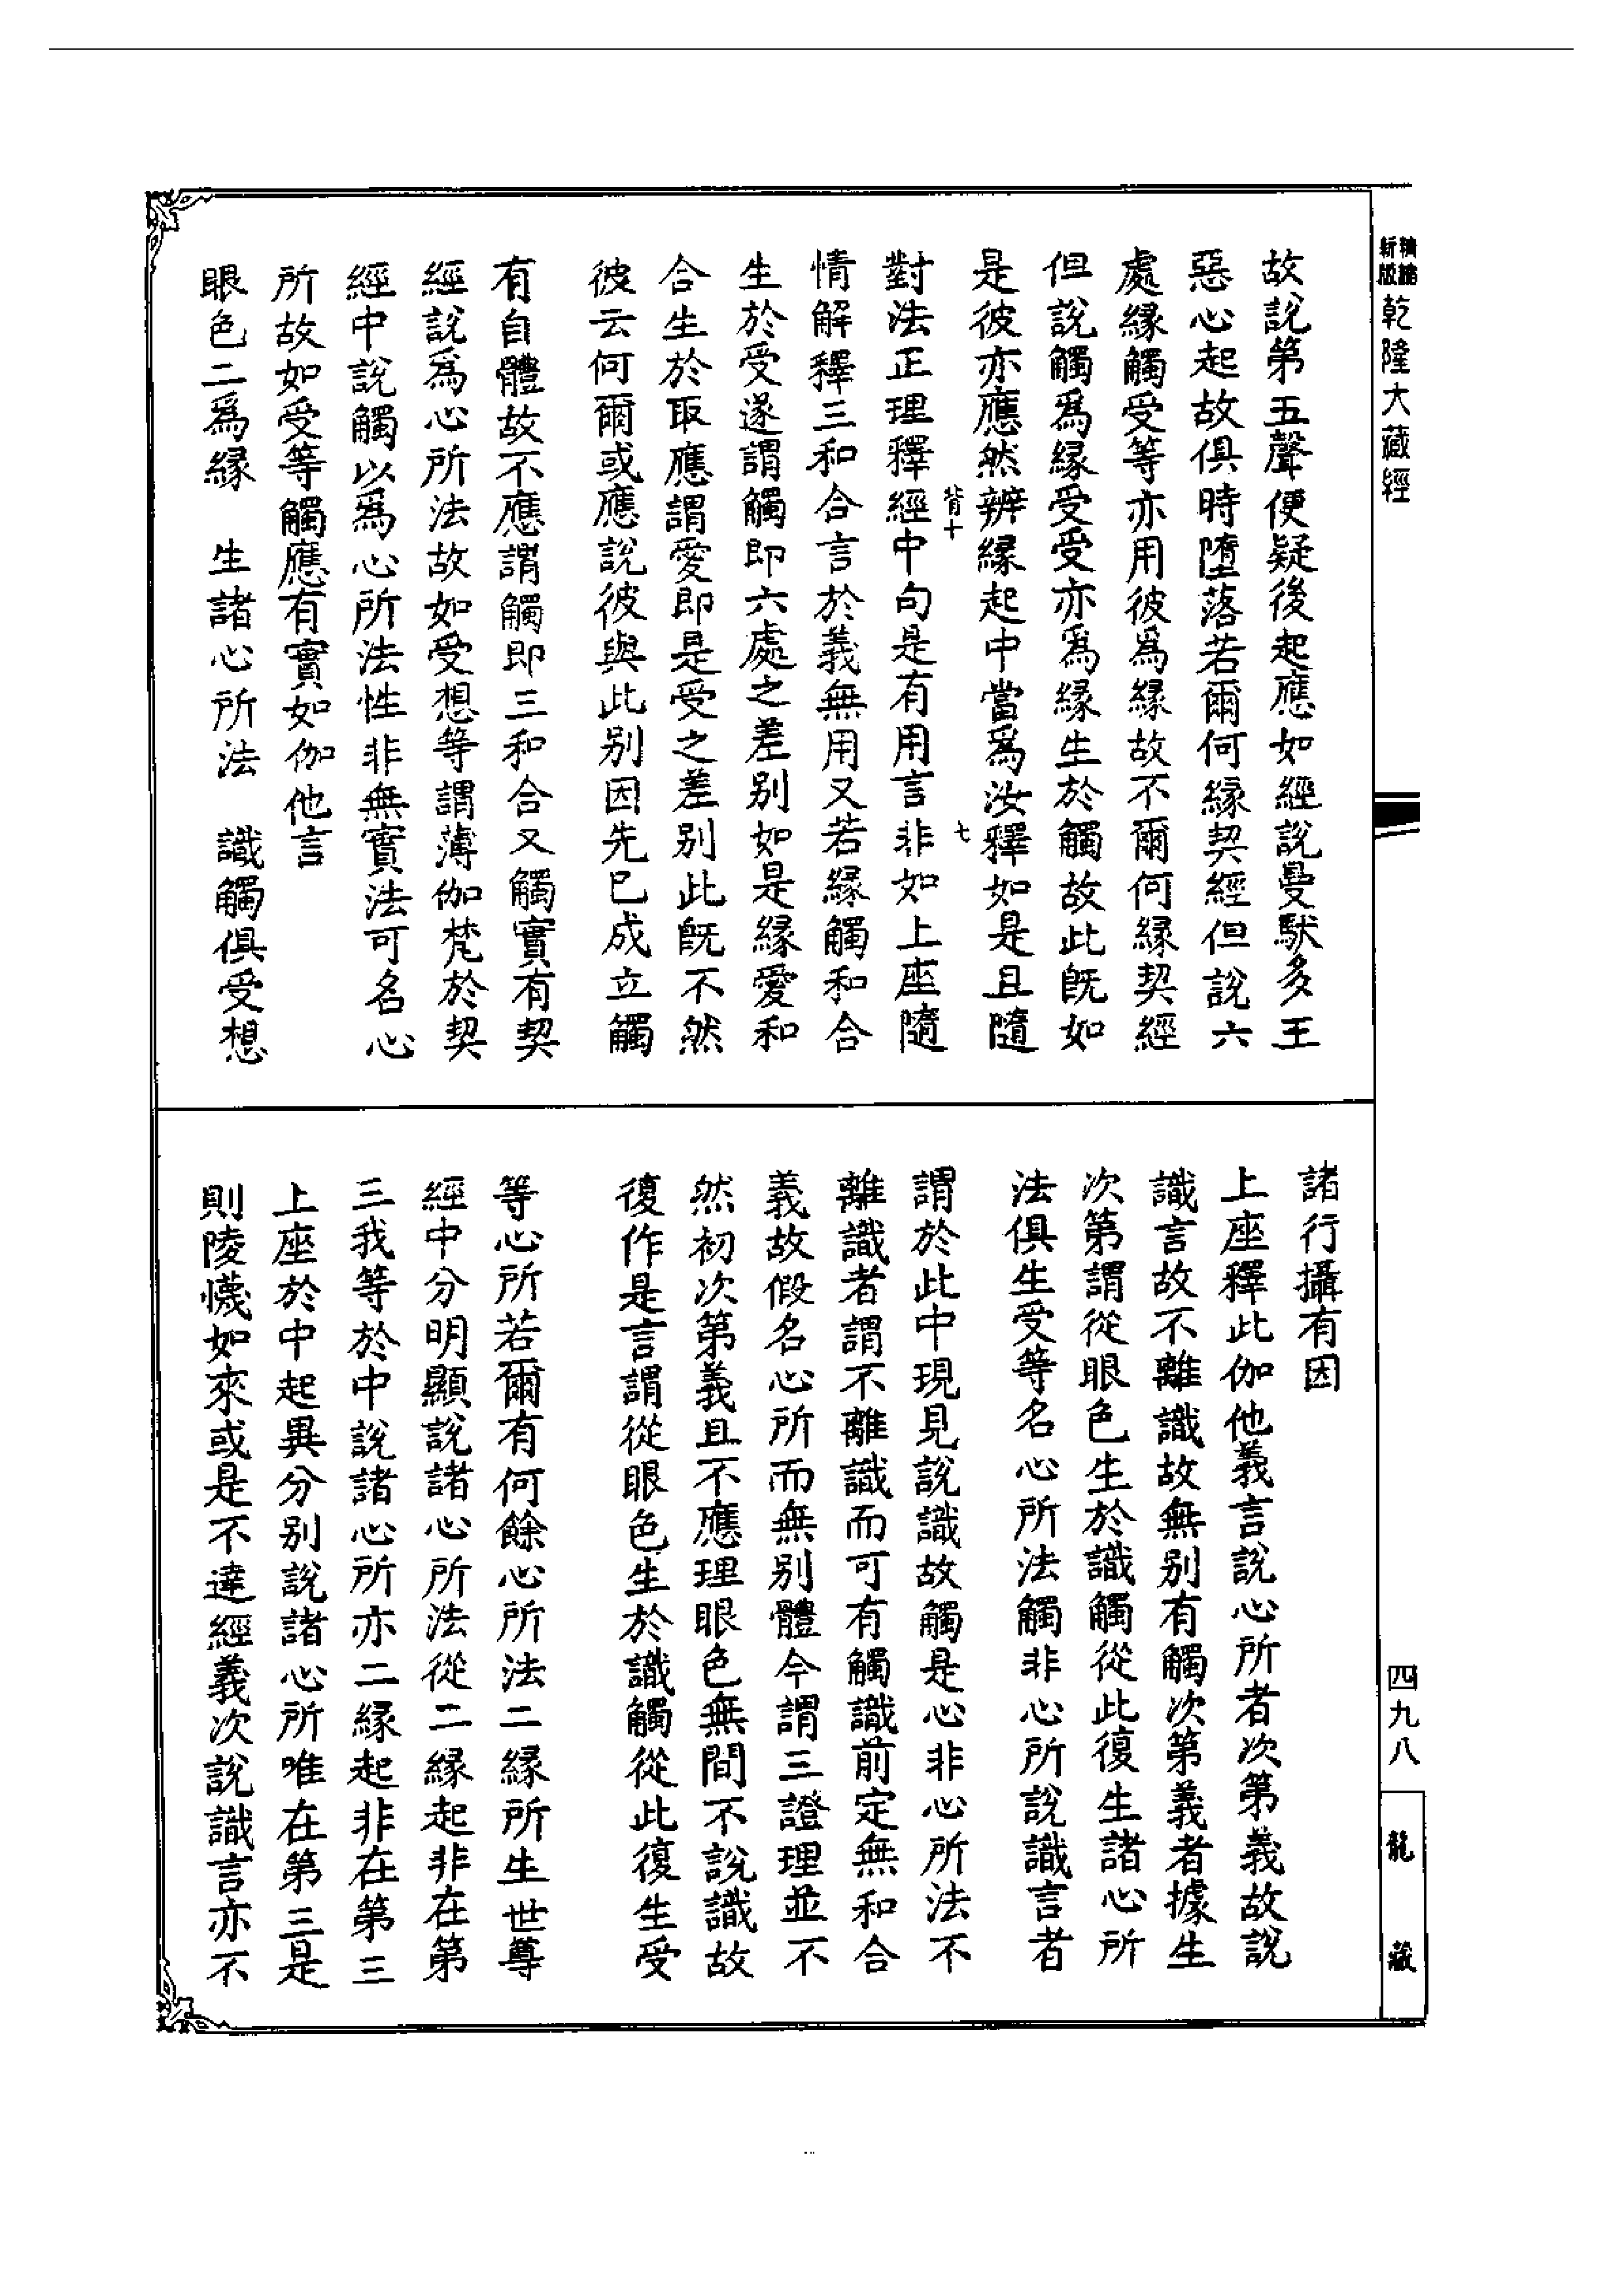 精縮新版
乾隆大藏經
故說第五聲便疑後起應如經說曼馱多王
惡心起故俱時墮落若爾何緣契經但說六
處緣觸受等亦用彼為緣故不爾何緣契經
但說觸為緣受受亦為緣生於觸故此既如
是彼亦應然辨緣起中當為汝釋如是且隨
背十
七
對法正理釋經中句是有用言非如上座隨
情解釋三和合言於義無用又若緣觸和合
生於受遂謂觸即六處之差別如是緣愛和
合生於取應謂愛即是受之差別此既不然
彼云何爾或應說彼與此別因先已成立觸
有自體故不應謂觸即三和合又觸實有契
經說為心所法故如受想等謂薄伽梵於契
經中說觸以為心所法性非無實法可名心
所故如受等觸應有實如伽他言
眼色二為緣　生諸心所法　識觸俱受想
諸行攝有因
上座釋此伽他義言說心所者次第義故說
識言故不離識故無別有觸次第義者據生
次第謂從眼色生於識觸從此復生諸心所
法俱生受等名心所法觸非心所說識言者
謂於此中現見說識故觸是心非心所法不
離識者謂不離識而可有觸識前定無和合
義故假名心所而無別體今謂三證理並不
然初次第義且不應理眼色無間不說識故
復作是言謂從眼色生於識觸從此復生受
等心所若爾有何餘心所法二緣所生世尊
經中分明顯說諸心所法從二緣起非在第
三我等於中說諸心所亦二緣起非在第三
上座於中起異分別說諸心所唯在第三是
則陵懱如來或是不達經義次說識言亦不
四九八
龍藏